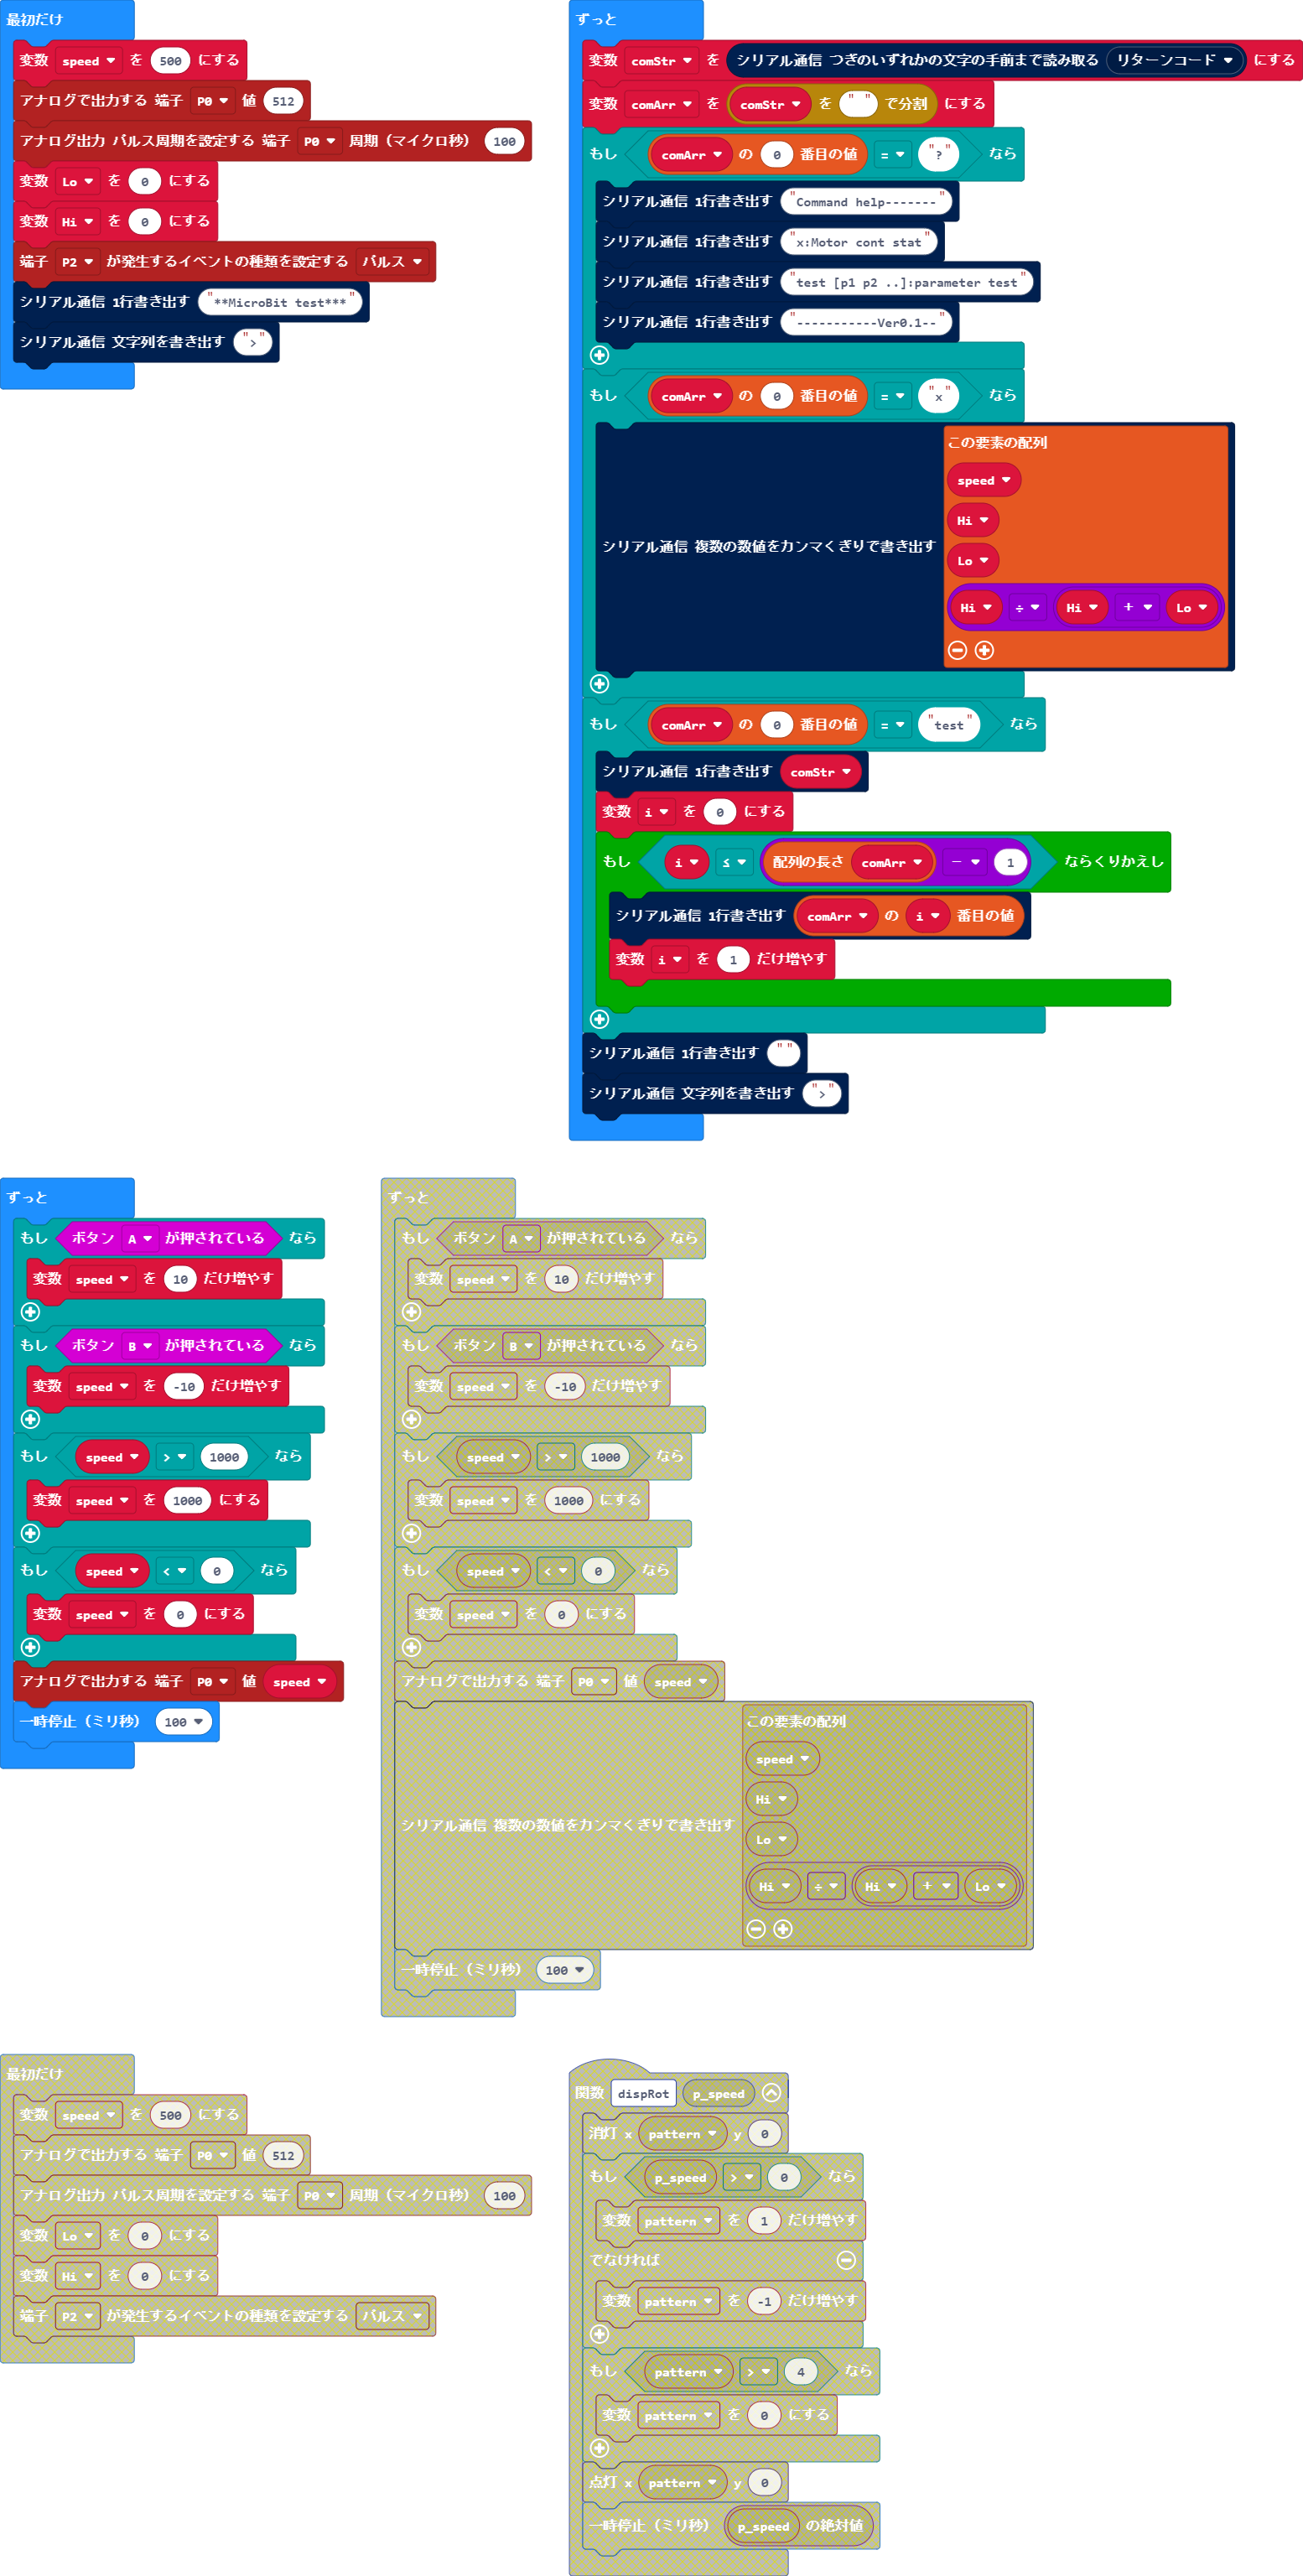 最初だけ
変数 speed を 500 にする
アナログで出力する 端子 P0 値 512
アナログ出力 パルス周期を設定する 端子 P0 周期（マイクロ秒） 100
変数 Lo を 0 にする
変数 Hi を 0 にする
端子 P2 が発生するイベントの種類を設定する パルス
シリアル通信 1行書き出す "**MicroBit test***"
シリアル通信 文字列を書き出す ">"
ずっと
変数 comStr を シリアル通信 つぎのいずれかの文字の手前まで読み取る リターンコード にする
変数 comArr を comStr を " " で分割 にする
もし comArr の 0 番目の値 = "?" なら
シリアル通信 1行書き出す "Command help-------"
シリアル通信 1行書き出す "x:Motor cont stat"
シリアル通信 1行書き出す "test [p1 p2 ..]:parameter test"
シリアル通信 1行書き出す "-----------Ver0.1--"
もし comArr の 0 番目の値 = "x" なら
シリアル通信 複数の数値をカンマくぎりで書き出す
この要素の配列
speed
Hi
Lo
Hi ÷ Hi + Lo
もし comArr の 0 番目の値 = "test" なら
シリアル通信 1行書き出す comStr
変数 i を 0 にする
もし i ≤ 配列の長さ comArr - 1 ならくりかえし
シリアル通信 1行書き出す comArr の i 番目の値
変数 i を 1 だけ増やす
シリアル通信 1行書き出す ""
シリアル通信 文字列を書き出す ">"
ずっと
もし ボタン A が押されている なら
変数 speed を 10 だけ増やす
もし ボタン B が押されている なら
変数 speed を -10 だけ増やす
もし speed > 1000 なら
変数 speed を 1000 にする
もし speed < 0 なら
変数 speed を 0 にする
アナログで出力する 端子 P0 値 speed
一時停止（ミリ秒） 100
ずっと
もし ボタン A が押されている なら
変数 speed を 10 だけ増やす
もし ボタン B が押されている なら
変数 speed を -10 だけ増やす
もし speed > 1000 なら
変数 speed を 1000 にする
もし speed < 0 なら
変数 speed を 0 にする
アナログで出力する 端子 P0 値 speed
シリアル通信 複数の数値をカンマくぎりで書き出す
この要素の配列
speed
Hi
Lo
Hi ÷ Hi + Lo
一時停止（ミリ秒） 100
最初だけ
変数 speed を 500 にする
アナログで出力する 端子 P0 値 512
アナログ出力 パルス周期を設定する 端子 P0 周期（マイクロ秒） 100
変数 Lo を 0 にする
変数 Hi を 0 にする
端子 P2 が発生するイベントの種類を設定する パルス
関数 dispRot p_speed
消灯 x pattern y 0
もし p_speed > 0 なら
変数 pattern を 1 だけ増やす
でなければ
変数 pattern を -1 だけ増やす
もし pattern > 4 なら
変数 pattern を 0 にする
点灯 x pattern y 0
一時停止（ミリ秒） p_speed の絶対値